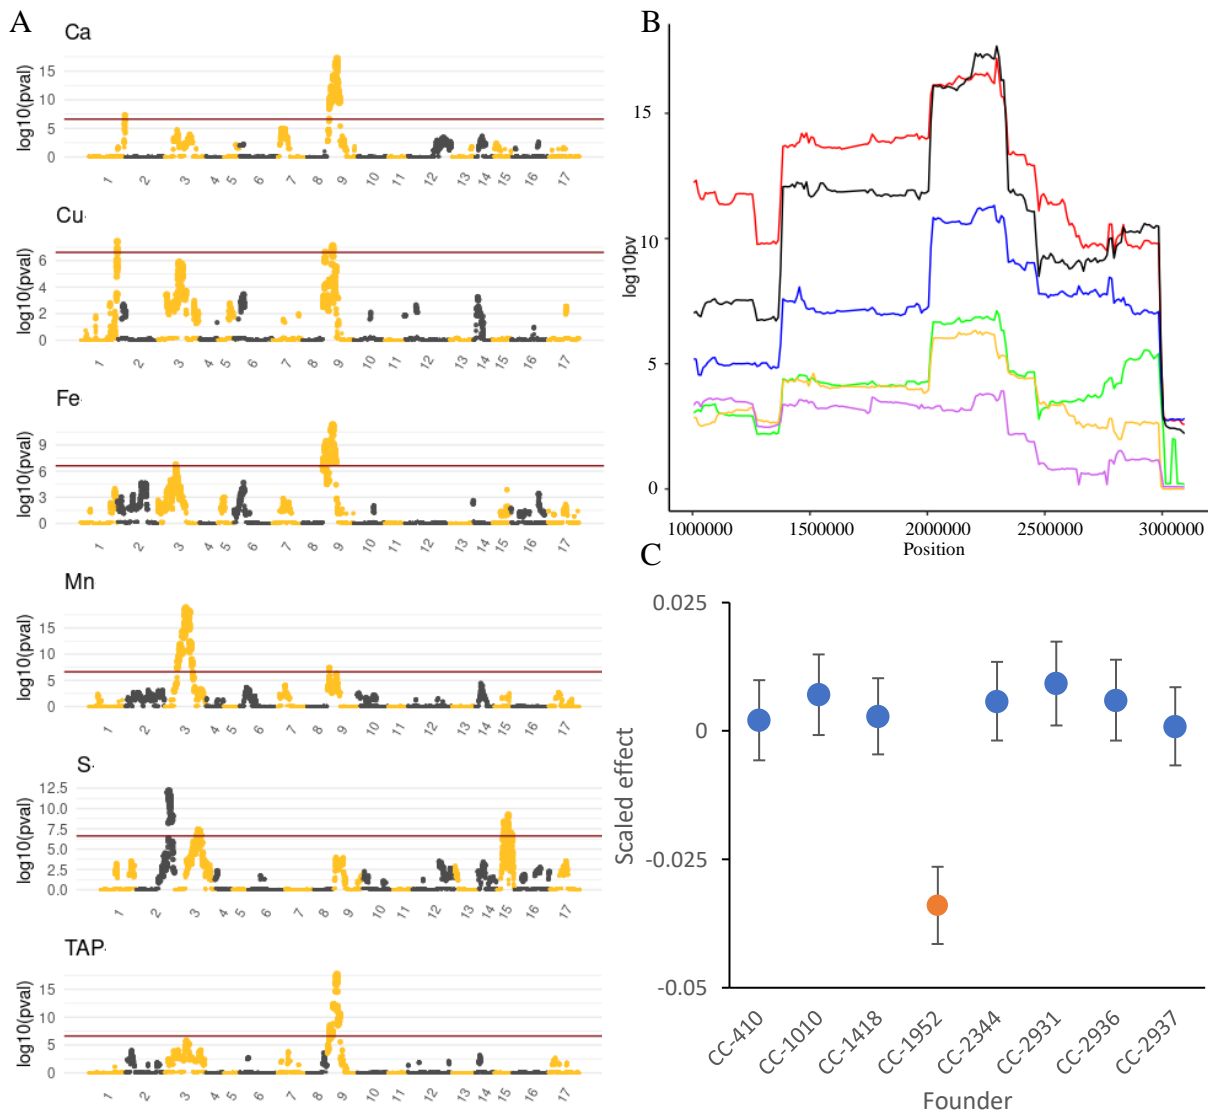 A
Ca
log10(pval)
15
10
5
0
1 2 3 4 5 6 7 8 9 10 11 12 13 14 15 16 17
Cu
log10(pval)
6
4
2
0
1 2 3 4 5 6 7 8 9 10 11 12 13 14 15 16 17
Fe
log10(pval)
9
6
3
0
1 2 3 4 5 6 7 8 9 10 11 12 13 14 15 16 17
Mn
log10(pval)
15
10
5
0
1 2 3 4 5 6 7 8 9 10 11 12 13 14 15 16 17
S
log10(pval)
12.5
10.0
7.5
5.0
2.5
0.0
1 2 3 4 5 6 7 8 9 10 11 12 13 14 15 16 17
TAP
log10(pval)
15
10
5
0
1 2 3 4 5 6 7 8 9 10 11 12 13 14 15 16 17
B
log10pv
15
10
5
0
1000000 1500000 2000000 2500000 3000000
Position
C
Scaled effect
0.025
0
-0.025
-0.05
CC-410 CC-1010 CC-1418 CC-1952 CC-2344 CC-2931 CC-2936 CC-2937
Founder